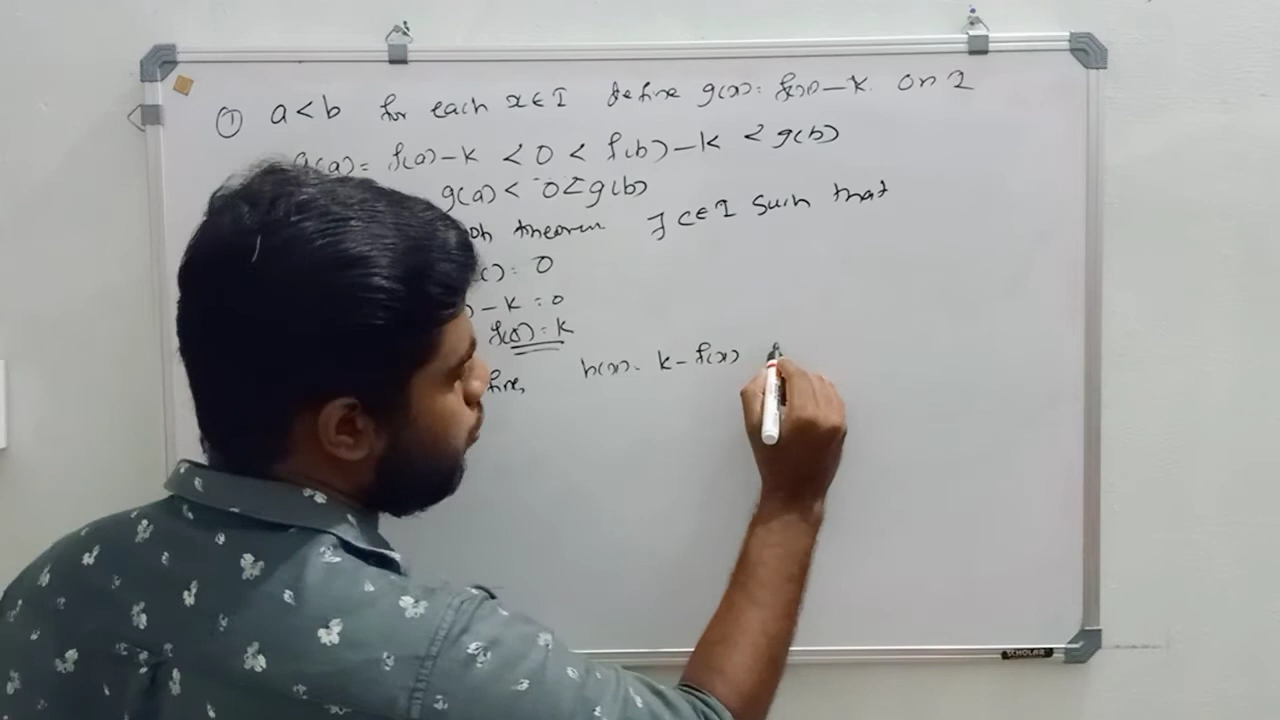 ① a < b for each x ∈ I define g(x) = f(x) - k. on I
g(a) = f(a) - k < 0 < f(b) - k < g(b)
g(a) < 0 < g(b)
theorem ∃ c ∈ I such that
= 0
- k = 0
= k
h(x) = k - f(x)
SCHOLAR